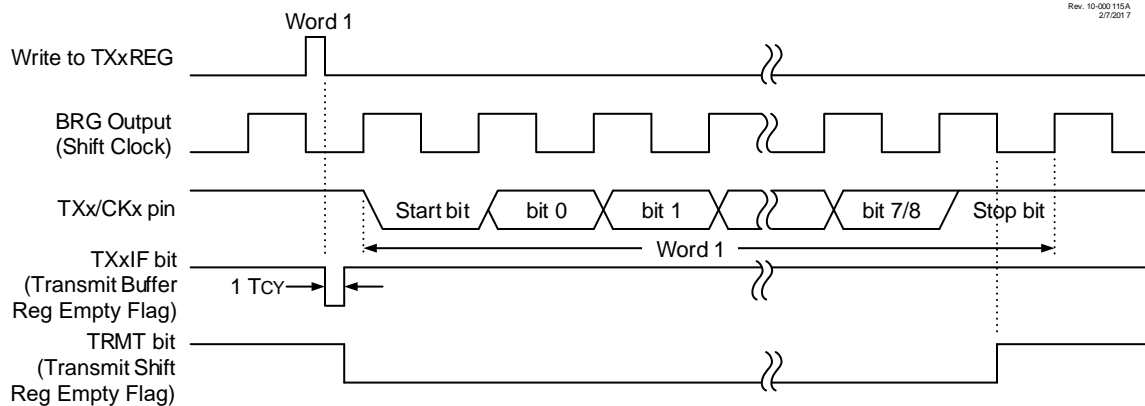 Rev. 10-000 115A
2/7/2017
Word 1
Write to TXxREG
BRG Output
(Shift Clock)
TXx/CKx pin
Start bit
bit 0
bit 1
bit 7/8
Stop bit
Word 1
TXxIF bit
(Transmit Buffer
Reg Empty Flag)
1 TCY
TRMT bit
(Transmit Shift
Reg Empty Flag)